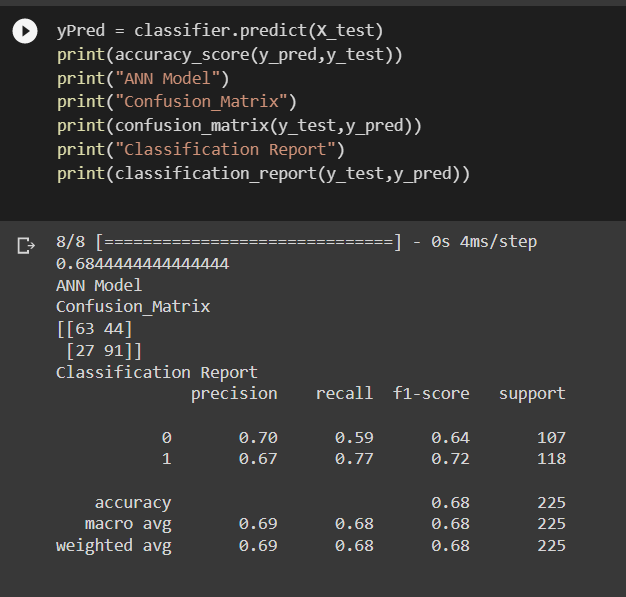 yPred = classifier.predict(X_test)
print(accuracy_score(y_pred,y_test))
print("ANN Model")
print("Confusion_Matrix")
print(confusion_matrix(y_test,y_pred))
print("Classification Report")
print(classification_report(y_test,y_pred))
8/8 [==============================] - 0s 4ms/step
0.6844444444444444
ANN Model
Confusion_Matrix
[[63 44]
 [27 91]]
Classification Report
              precision    recall  f1-score   support
           0       0.70      0.59      0.64       107
           1       0.67      0.77      0.72       118
    accuracy                           0.68       225
   macro avg       0.69      0.68      0.68       225
weighted avg       0.69      0.68      0.68       225